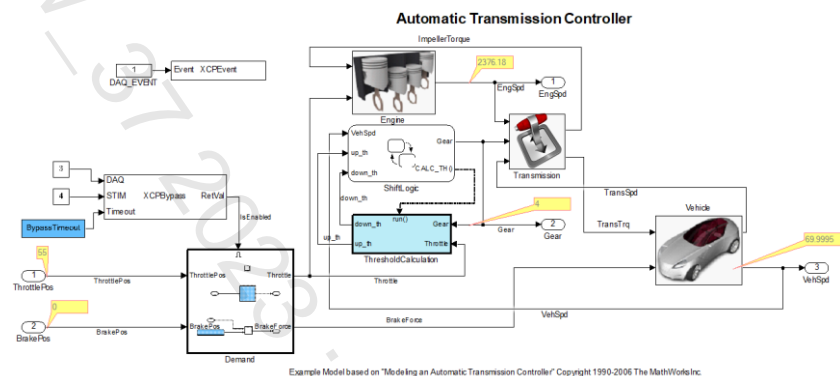 Automatic Transmission Controller
ImpellerTorque
2376.18
1
DAQ_EVENT
Event XCPEvent
EngSpd
1
EngSpd
Engine
VehSpd
up_th
down_th
Gear
CALC_TH()
ShiftLogic
Transmission
3
4
DAQ
STIM XCPBypass RetVal
Timeout
BypassTimeout
IsEnabled
down_th
up_th
run()
down_th
up_th
Gear
Throttle
ThresholdCalculation
4
Gear
2
Gear
TransSpd
TransTrq
Vehicle
69.9995
55
1
ThrottlePos
ThrottlePos
ThrottlePos
Throttle
Throttle
3
VehSpd
0
2
BrakePos
BrakePos
BrakePos
BrakeForce
BrakeForce
VehSpd
Demand
Example Model based on "Modeling an Automatic Transmission Controller" Copyright 1990-2006 The MathWorks Inc.